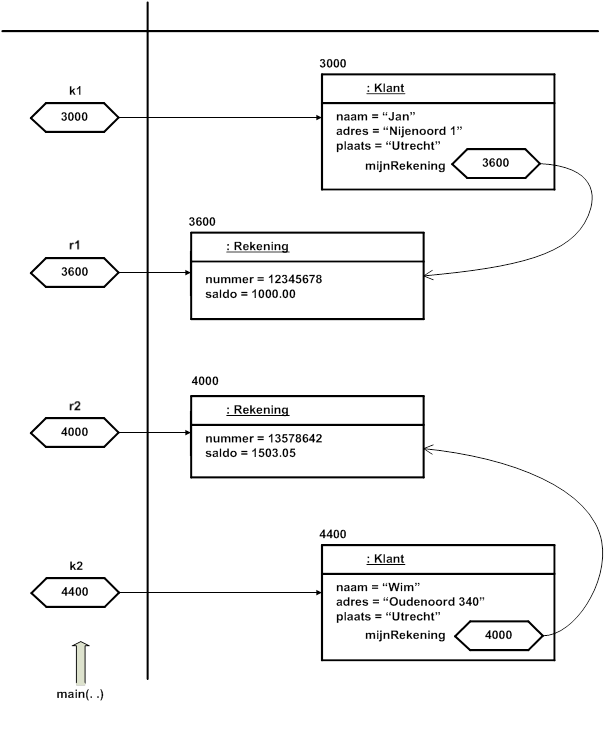 3000
k1
: Klant
3000
naam = “Jan”
adres = “Nijenoord 1”
plaats = “Utrecht”
mijnRekening
3600
3600
r1
: Rekening
3600
nummer = 12345678
saldo = 1000.00
4000
r2
: Rekening
4000
nummer = 13578642
saldo = 1503.05
4400
k2
: Klant
4400
naam = “Wim”
adres = “Oudenoord 340”
plaats = “Utrecht”
mijnRekening
4000
main(. .)